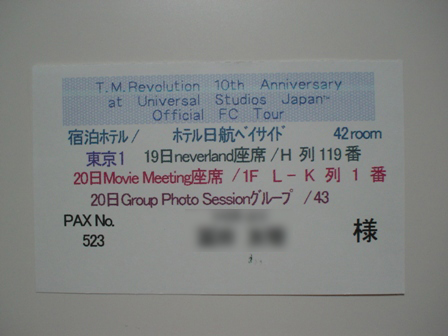 T.M.Revolution 10th Anniversary
at Universal Studios Japan™
Official FC Tour
宿泊ホテル/ ホテル日航ベイサイド 42room
東京1 19日neverland座席/H 列 119 番
20日Movie Meeting座席 /1F L-K 列 1 番
20日Group Photo Sessionグループ /43
PAX No.
523
様